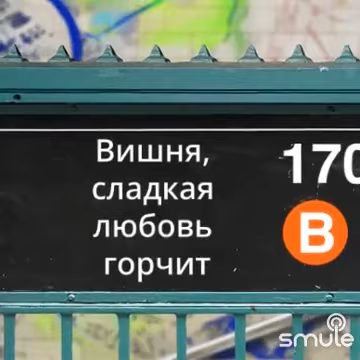 Вишня,
сладкая
любовь
горчит
170
B
smule